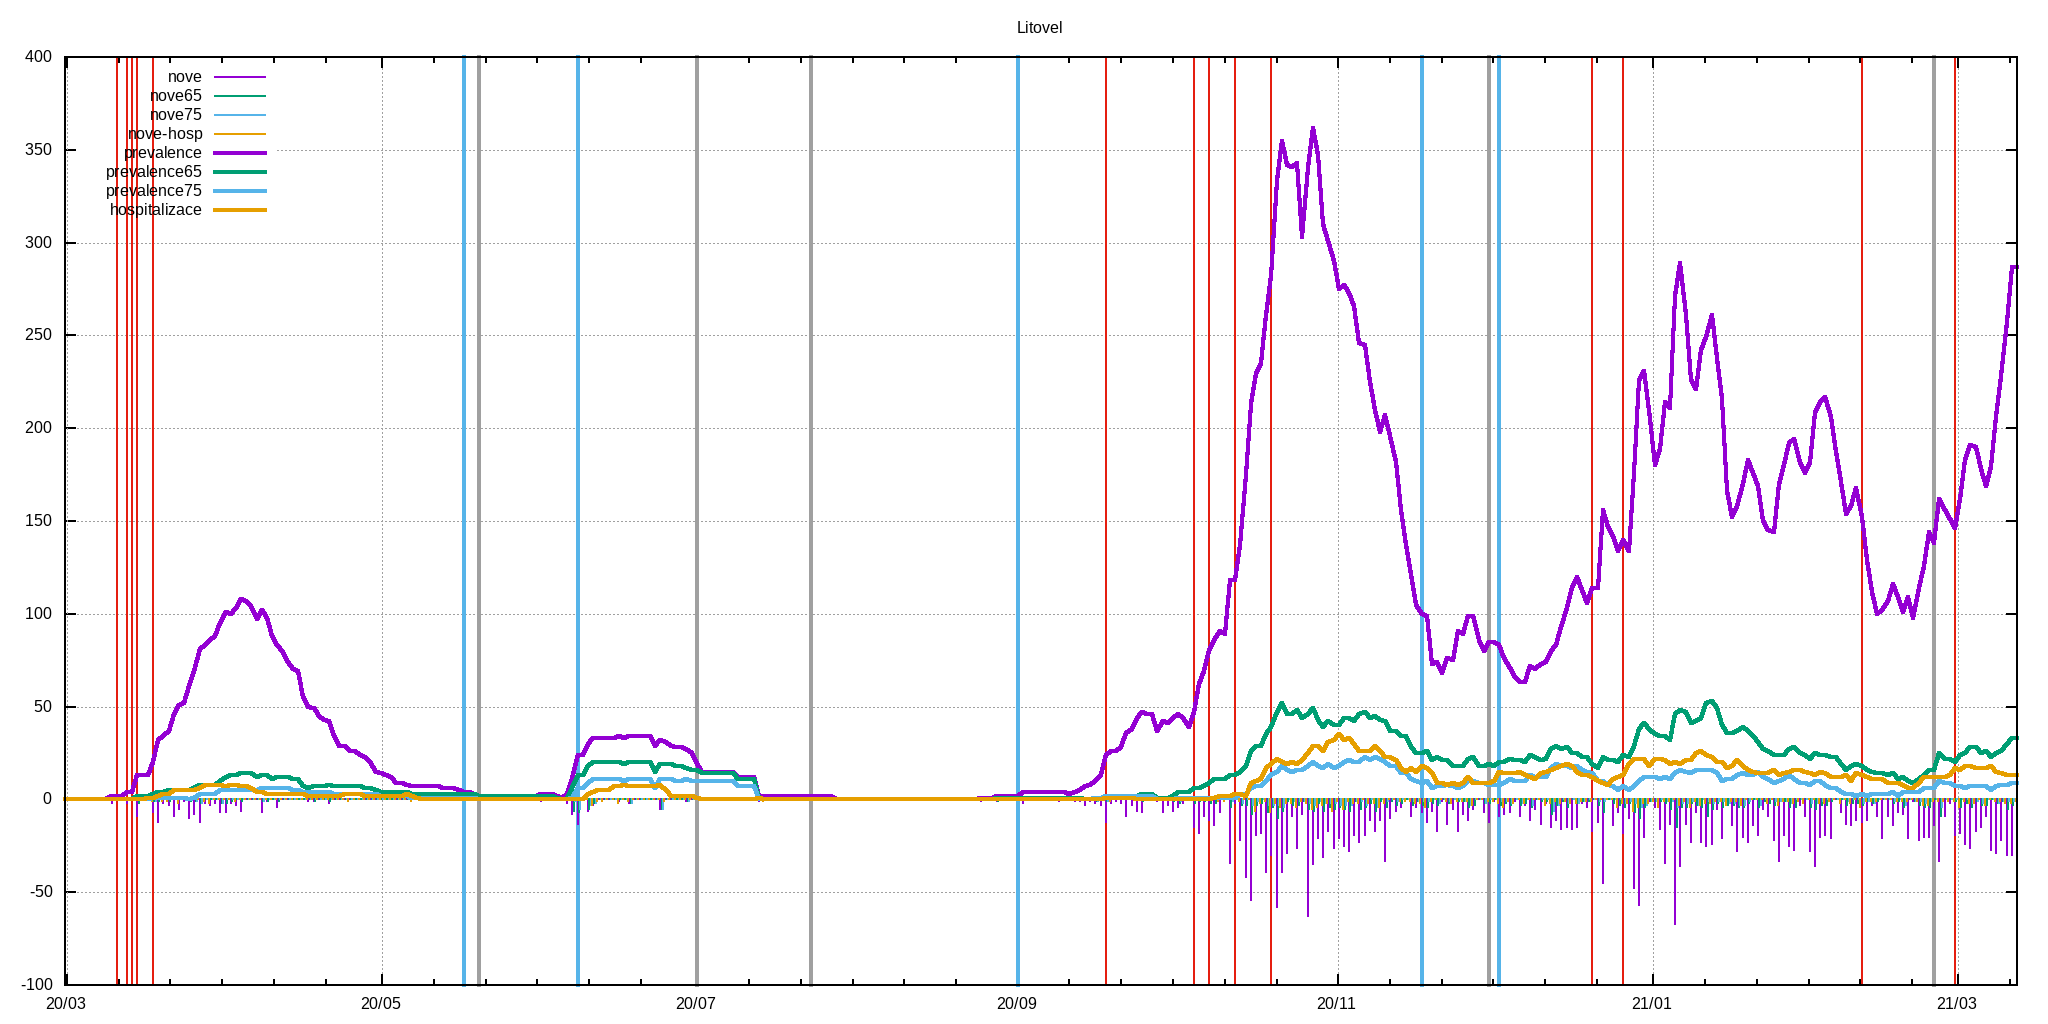 Litovel
400
350
300
250
200
150
100
50
0
-50
-100
nove
nove65
nove75
nove-hosp
prevalence
prevalence65
prevalence75
hospitalizace
20/03 20/05 20/07 20/09 20/11 21/01 21/03